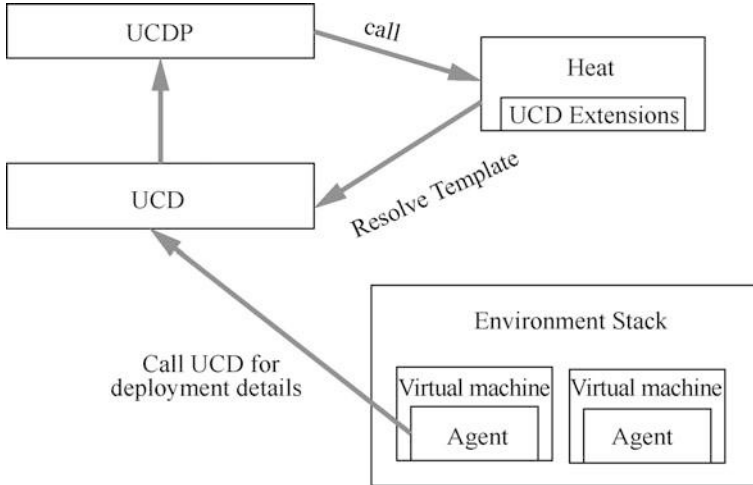 UCDP
call
Heat
UCD Extensions
UCD
Resolve Template
Environment Stack
Call UCD for
deployment details
Virtual machine
Virtual machine
Agent
Agent